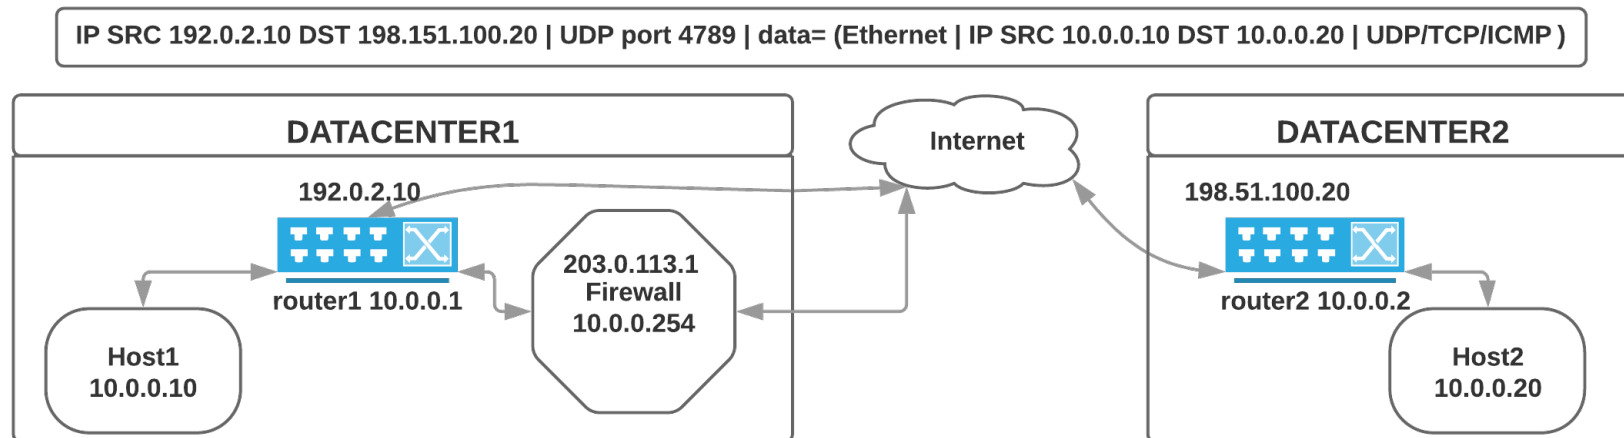 IP SRC 192.0.2.10 DST 198.151.100.20 | UDP port 4789 | data= (Ethernet | IP SRC 10.0.0.10 DST 10.0.0.20 | UDP/TCP/ICMP )
DATACENTER1
Internet
DATACENTER2
192.0.2.10
198.51.100.20
203.0.113.1
Firewall
10.0.0.254
router1 10.0.0.1
router2 10.0.0.2
Host1
10.0.0.10
Host2
10.0.0.20